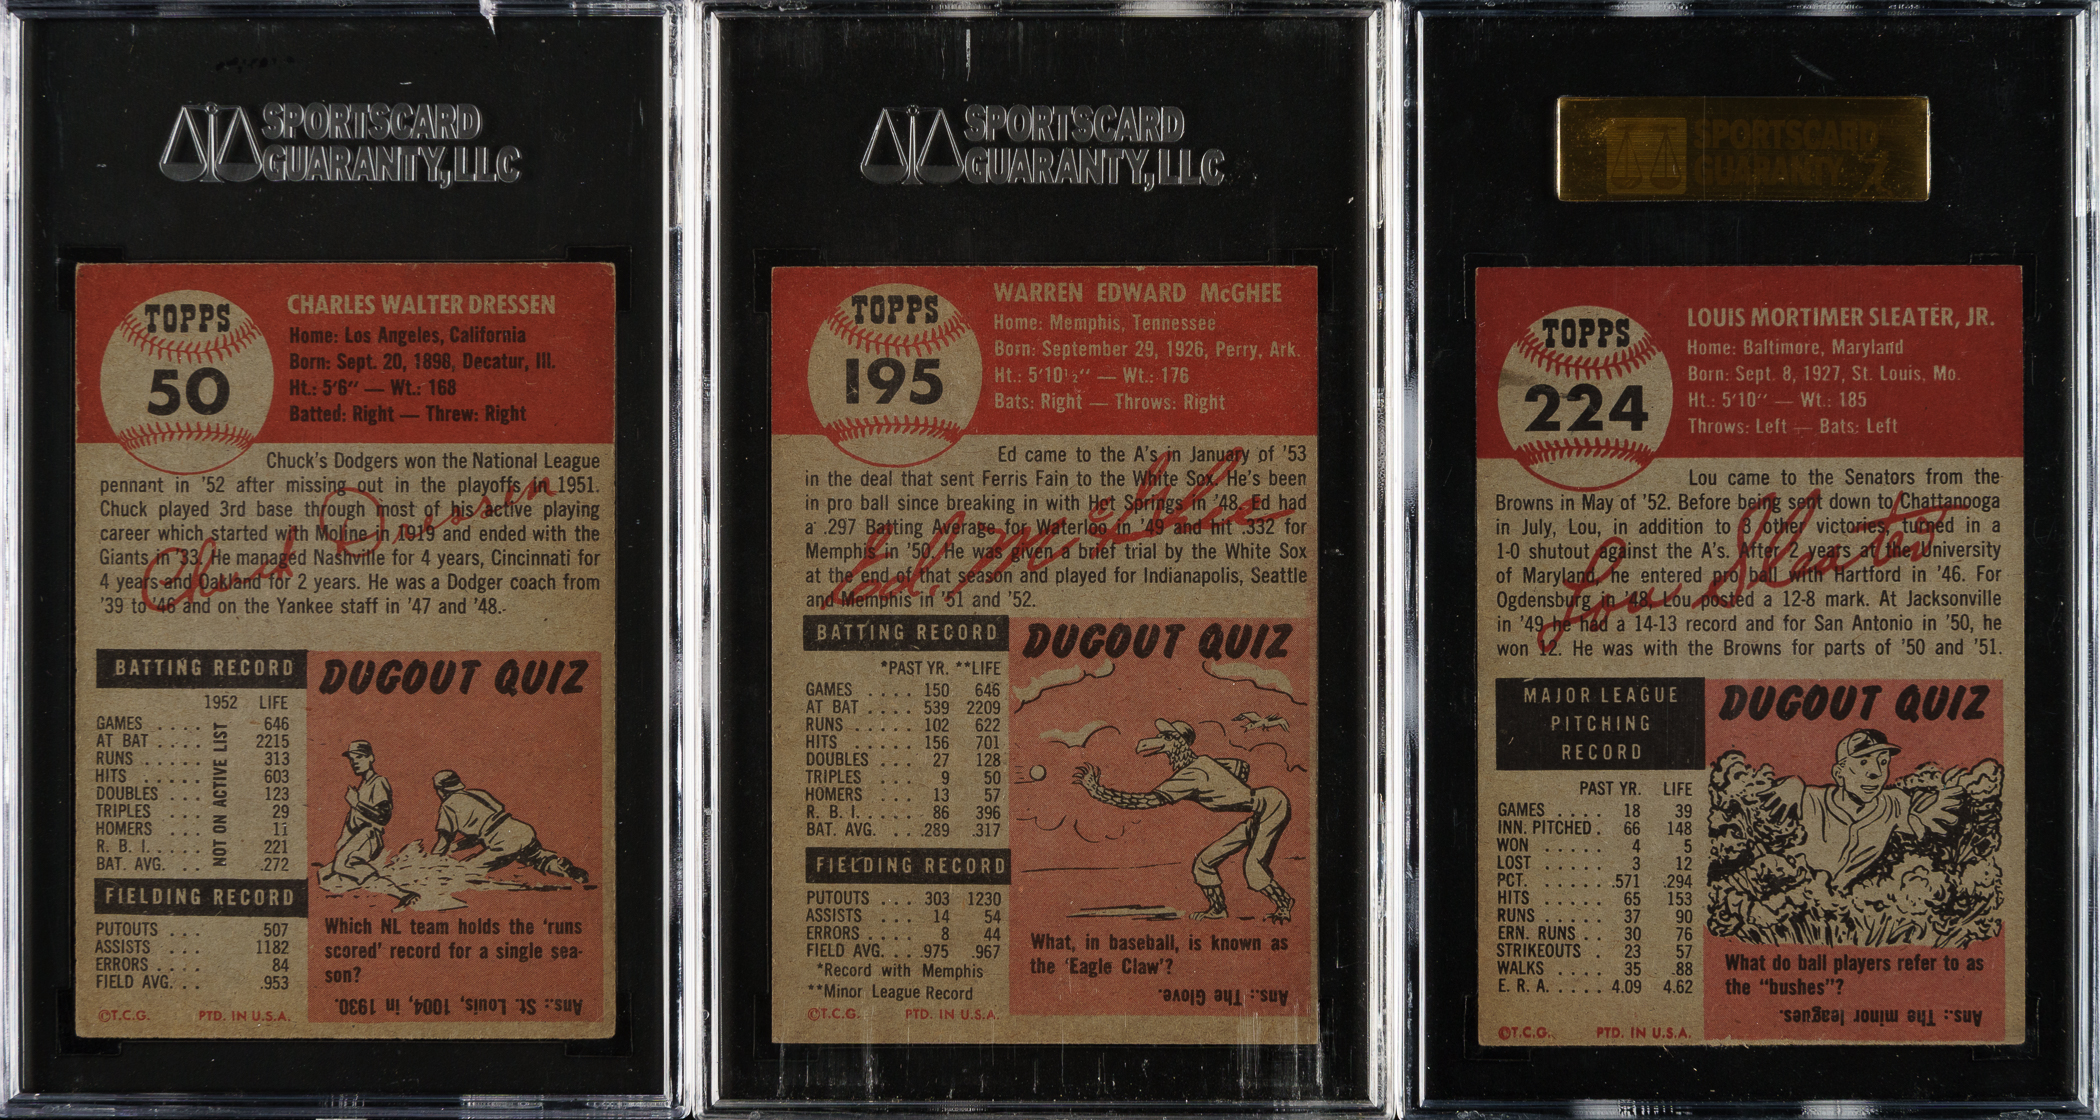 SPORTSCARD
GUARANTY, LLC
TOPPS
50
CHARLES WALTER DRESSEN
Home: Los Angeles, California
Born: Sept. 20, 1898, Decatur, Ill.
Ht.: 5'6" — Wt.: 168
Batted: Right — Threw: Right
Chuck's Dodgers won the National League
pennant in '52 after missing out in the playoffs in 1951.
Chuck played 3rd base through most of his active playing
career which started with Moline in 1919 and ended with the
Giants in '33. He managed Nashville for 4 years, Cincinnati for
4 years and Oakland for 2 years. He was a Dodger coach from
'39 to '46 and on the Yankee staff in '47 and '48.
Chuck Dressen
BATTING RECORD
1952 LIFE
NOT ON ACTIVE LIST
GAMES .... 646
AT BAT .... 2215
RUNS ..... 313
HITS ..... 603
DOUBLES ... 123
TRIPLES ... 29
HOMERS ... 11
R. B. I. .... 221
BAT. AVG. ... .272
FIELDING RECORD
PUTOUTS ... 507
ASSISTS .... 1182
ERRORS .... 84
FIELD AVG. .. .953
©T.C.G. PTD. IN U.S.A.
DUGOUT QUIZ
Which NL team holds the 'runs
scored' record for a single sea-
son?
Ans.: St. Louis, 1004, in 1930.
SPORTSCARD
GUARANTY, LLC
TOPPS
195
WARREN EDWARD McGHEE
Home: Memphis, Tennessee
Born: September 29, 1926, Perry, Ark.
Ht.: 5'10½" — Wt.: 176
Bats: Right — Throws: Right
Ed came to the A's in January of '53
in the deal that sent Ferris Fain to the White Sox. He's been
in pro ball since breaking in with Hot Springs in '48. Ed had
a .297 Batting Average for Waterloo in '49 and hit .332 for
Memphis in '50. He was given a brief trial by the White Sox
at the end of that season and played for Indianapolis, Seattle
and Memphis in '51 and '52.
Ed. McGhee
BATTING RECORD
*PAST YR. **LIFE
GAMES .... 150 646
AT BAT .... 539 2209
RUNS .... 102 622
HITS .... 156 701
DOUBLES ... 27 128
TRIPLES .... 9 50
HOMERS ... 13 57
R. B. I. .... 86 396
BAT. AVG. .. .289 .317
FIELDING RECORD
PUTOUTS ... 303 1230
ASSISTS .... 14 54
ERRORS .... 8 44
FIELD AVG. .. .975 .967
*Record with Memphis
**Minor League Record
©T.C.G. PTD. IN U.S.A.
DUGOUT QUIZ
What, in baseball, is known as
the 'Eagle Claw'?
Ans.: The Glove.
SPORTSCARD
GUARANTY
TOPPS
224
LOUIS MORTIMER SLEATER, JR.
Home: Baltimore, Maryland
Born: Sept. 8, 1927, St. Louis, Mo.
Ht.: 5'10" — Wt.: 185
Throws: Left — Bats: Left
Lou came to the Senators from the
Browns in May of '52. Before being sent down to Chattanooga
in July, Lou, in addition to 3 other victories, turned in a
1-0 shutout against the A's. After 2 years at the University
of Maryland, he entered pro ball with Hartford in '46. For
Ogdensburg in '48, Lou posted a 12-8 mark. At Jacksonville
in '49 he had a 14-13 record and for San Antonio in '50, he
won 12. He was with the Browns for parts of '50 and '51.
Lou Sleater
MAJOR LEAGUE
PITCHING
RECORD
PAST YR. LIFE
GAMES ..... 18 39
INN. PITCHED . 66 148
WON ..... 4 5
LOST ..... 3 12
PCT. ..... .571 .294
HITS ..... 65 153
RUNS ..... 37 90
ERN. RUNS ... 30 76
STRIKEOUTS .. 23 57
WALKS .... 35 .88
E. R. A. ..... 4.09 4.62
©T.C.G. PTD. IN U.S.A.
DUGOUT QUIZ
What do ball players refer to as
the "bushes"?
Ans.: The minor leagues.